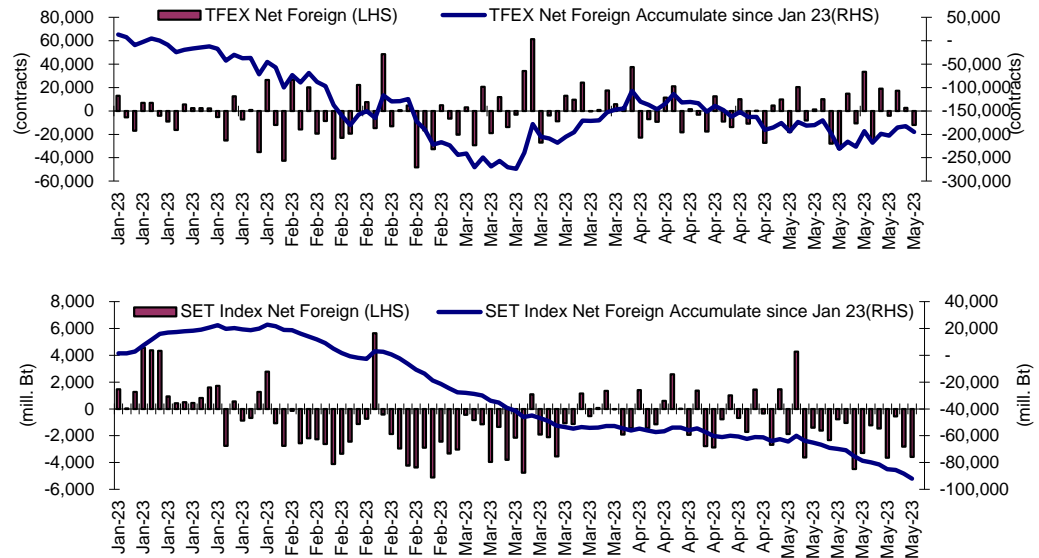 TFEX Net Foreign (LHS)
TFEX Net Foreign Accumulate since Jan 23(RHS)
80,000
60,000
40,000
20,000
0
-20,000
-40,000
-60,000
(contracts)
50,000
-
-50,000
-100,000
-150,000
-200,000
-250,000
-300,000
(contracts)
Jan-23
Jan-23
Jan-23
Jan-23
Jan-23
Jan-23
Jan-23
Feb-23
Feb-23
Feb-23
Feb-23
Feb-23
Feb-23
Feb-23
Mar-23
Mar-23
Mar-23
Mar-23
Mar-23
Mar-23
Mar-23
Apr-23
Apr-23
Apr-23
Apr-23
Apr-23
Apr-23
May-23
May-23
May-23
May-23
May-23
May-23
SET Index Net Foreign (LHS)
SET Index Net Foreign Accumulate since Jan 23(RHS)
8,000
6,000
4,000
2,000
0
-2,000
-4,000
-6,000
(mill. Bt)
40,000
20,000
-
-20,000
-40,000
-60,000
-80,000
-100,000
(mill. Bt)
Jan-23
Jan-23
Jan-23
Jan-23
Jan-23
Jan-23
Jan-23
Feb-23
Feb-23
Feb-23
Feb-23
Feb-23
Feb-23
Feb-23
Mar-23
Mar-23
Mar-23
Mar-23
Mar-23
Mar-23
Mar-23
Apr-23
Apr-23
Apr-23
Apr-23
Apr-23
Apr-23
May-23
May-23
May-23
May-23
May-23
May-23